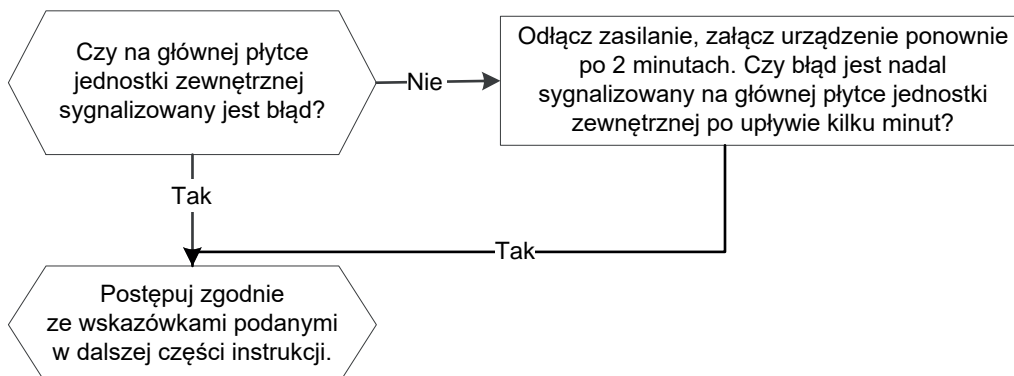 Czy na głównej płytce
jednostki zewnętrznej
sygnalizowany jest błąd?
Nie
Odłącz zasilanie, załącz urządzenie ponownie
po 2 minutach. Czy błąd jest nadal
sygnalizowany na głównej płytce jednostki
zewnętrznej po upływie kilku minut?
Tak
Tak
Postępuj zgodnie
ze wskazówkami podanymi
w dalszej części instrukcji.